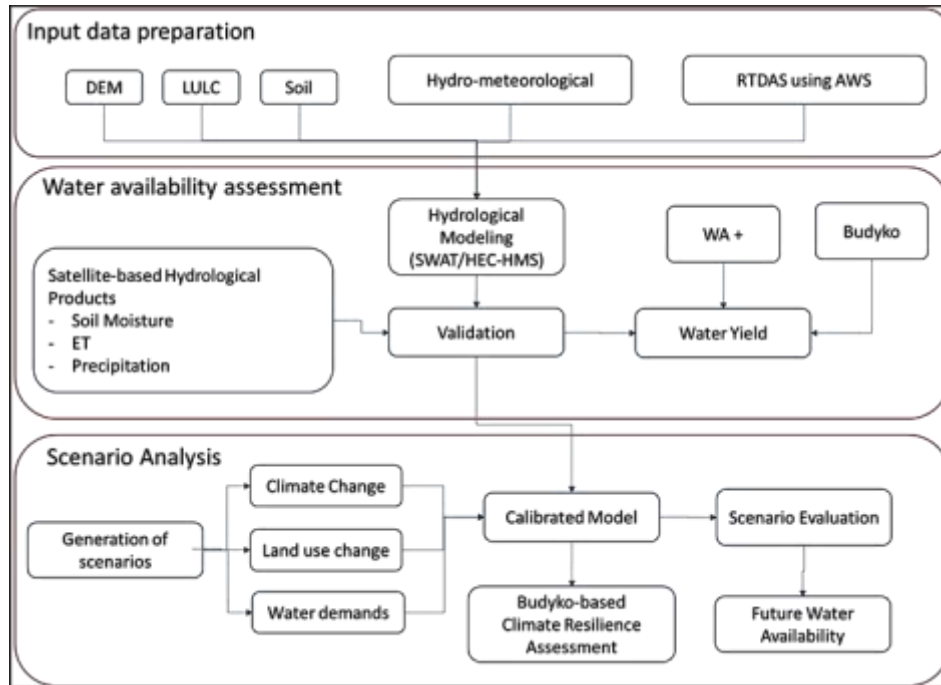 Input data preparation
DEM
LULC
Soil
Hydro-meteorological
RTDAS using AWS
Water availability assessment
Hydrological
Modeling
(SWAT/HEC-HMS)
WA +
Budyko
Satellite-based Hydrological
Products
- Soil Moisture
- ET
- Precipitation
Validation
Water Yield
Scenario Analysis
Climate Change
Generation of
scenarios
Land use change
Water demands
Calibrated Model
Scenario Evaluation
Budyko-based
Climate Resilience
Assessment
Future Water
Availability